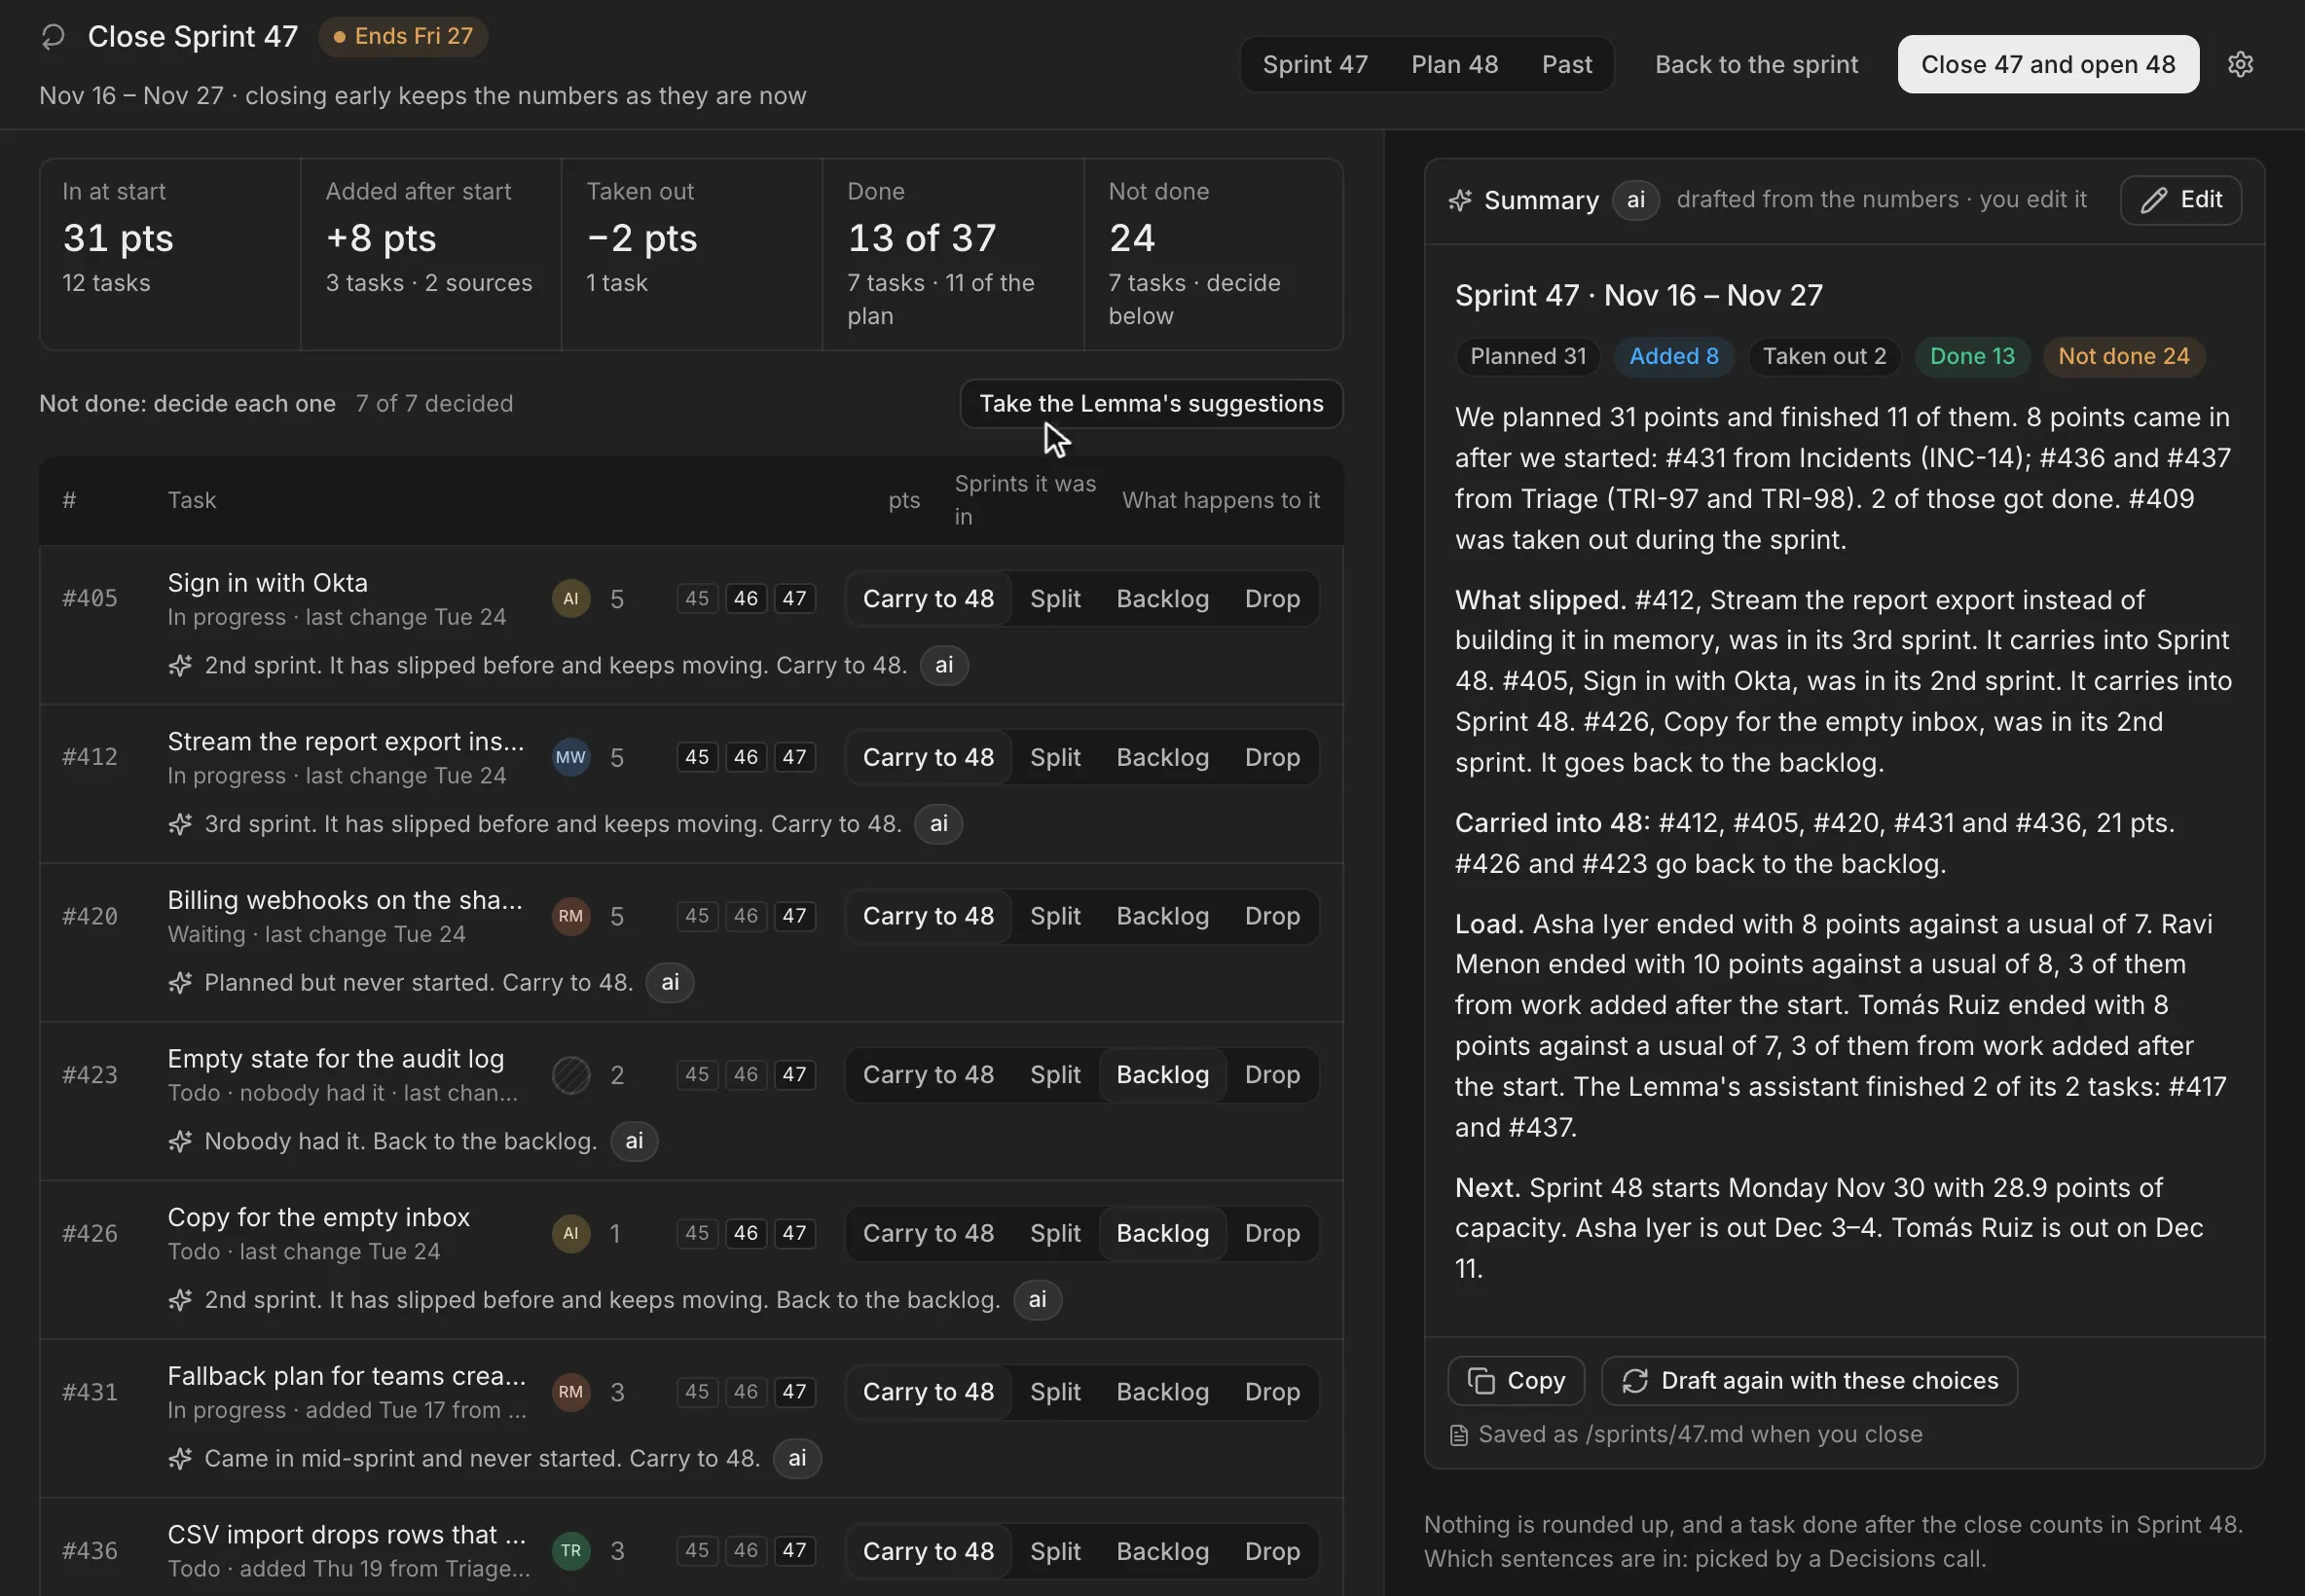 Close Sprint 47
Ends Fri 27
Nov 16 – Nov 27 · closing early keeps the numbers as they are now
Sprint 47
Plan 48
Past
Back to the sprint
Close 47 and open 48
In at start
31 pts
12 tasks
Added after start
+8 pts
3 tasks · 2 sources
Taken out
−2 pts
1 task
Done
13 of 37
7 tasks · 11 of the
plan
Not done
24
7 tasks · decide
below
Not done: decide each one 7 of 7 decided
Take the Lemma's suggestions
# Task pts Sprints it was
in What happens to it
#405 Sign in with Okta AI 5 45 46 47 Carry to 48 Split Backlog Drop
In progress · last change Tue 24
2nd sprint. It has slipped before and keeps moving. Carry to 48. ai
#412 Stream the report export ins... MW 5 45 46 47 Carry to 48 Split Backlog Drop
In progress · last change Tue 24
3rd sprint. It has slipped before and keeps moving. Carry to 48. ai
#420 Billing webhooks on the sha... RM 5 45 46 47 Carry to 48 Split Backlog Drop
Waiting · last change Tue 24
Planned but never started. Carry to 48. ai
#423 Empty state for the audit log 2 45 46 47 Carry to 48 Split Backlog Drop
Todo · nobody had it · last chan...
Nobody had it. Back to the backlog. ai
#426 Copy for the empty inbox AI 1 45 46 47 Carry to 48 Split Backlog Drop
Todo · last change Tue 24
2nd sprint. It has slipped before and keeps moving. Back to the backlog. ai
#431 Fallback plan for teams crea... RM 3 45 46 47 Carry to 48 Split Backlog Drop
In progress · added Tue 17 from ...
Came in mid-sprint and never started. Carry to 48. ai
#436 CSV import drops rows that ... TR 3 45 46 47 Carry to 48 Split Backlog Drop
Todo · added Thu 19 from Triage...
Summary ai drafted from the numbers · you edit it
Edit
Sprint 47 · Nov 16 – Nov 27
Planned 31 Added 8 Taken out 2 Done 13 Not done 24
We planned 31 points and finished 11 of them. 8 points came in
after we started: #431 from Incidents (INC-14); #436 and #437
from Triage (TRI-97 and TRI-98). 2 of those got done. #409
was taken out during the sprint.
What slipped. #412, Stream the report export instead of
building it in memory, was in its 3rd sprint. It carries into Sprint
48. #405, Sign in with Okta, was in its 2nd sprint. It carries into
Sprint 48. #426, Copy for the empty inbox, was in its 2nd
sprint. It goes back to the backlog.
Carried into 48: #412, #405, #420, #431 and #436, 21 pts.
#426 and #423 go back to the backlog.
Load. Asha Iyer ended with 8 points against a usual of 7. Ravi
Menon ended with 10 points against a usual of 8, 3 of them
from work added after the start. Tomás Ruiz ended with 8
points against a usual of 7, 3 of them from work added after
the start. The Lemma's assistant finished 2 of its 2 tasks: #417
and #437.
Next. Sprint 48 starts Monday Nov 30 with 28.9 points of
capacity. Asha Iyer is out Dec 3–4. Tomás Ruiz is out on Dec
11.
Copy
Draft again with these choices
Saved as /sprints/47.md when you close
Nothing is rounded up, and a task done after the close counts in Sprint 48.
Which sentences are in: picked by a Decisions call.